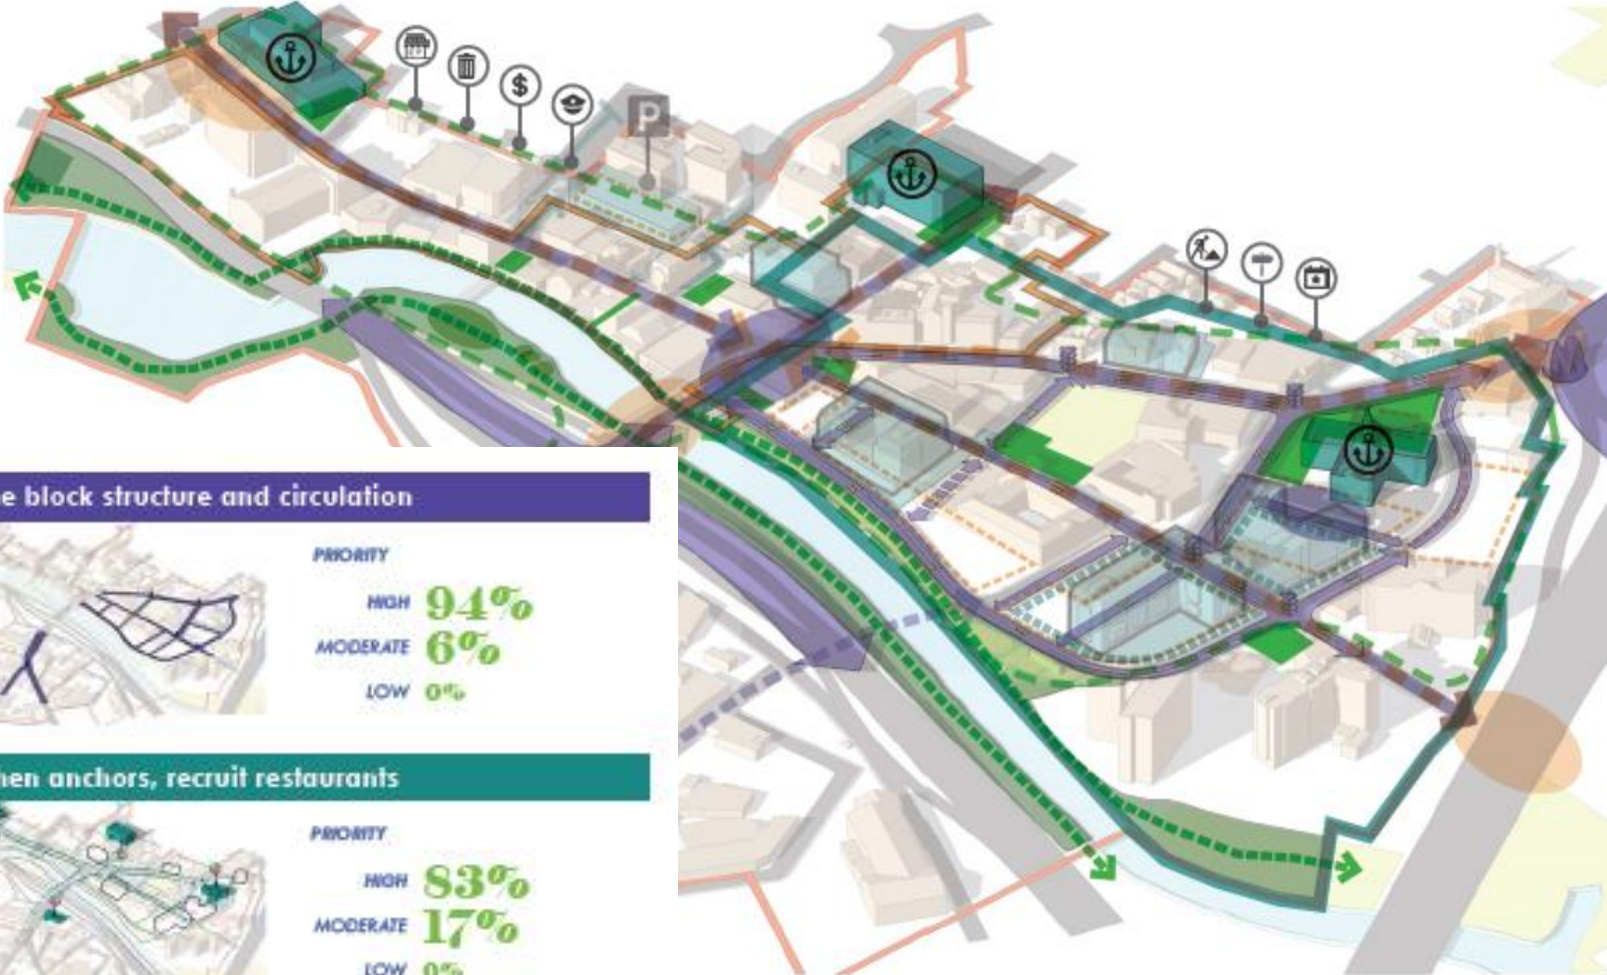 $
P
e block structure and circulation
PRIORITY
HIGH 94%
MODERATE 6%
LOW 0%
hen anchors, recruit restaurants
PRIORITY
HIGH 83%
MODERATE 17%
LOW 0%